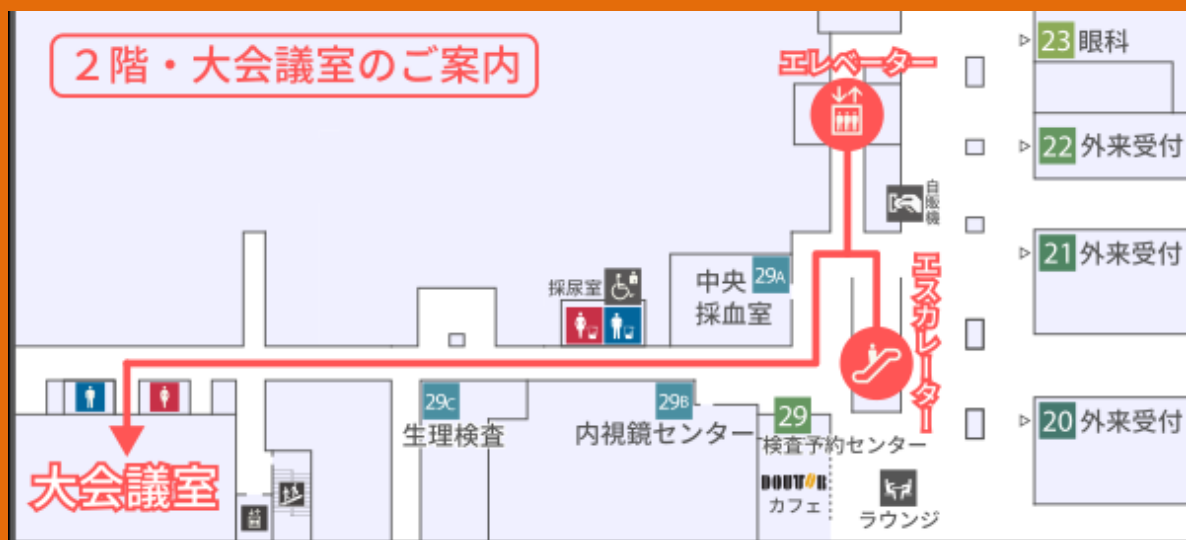 ２階・大会議室のご案内
エレベーター
23 眼科
22 外来受付
自販機
21 外来受付
エスカレーター
採尿室
中央 29A
採血室
29C
生理検査
29B
内視鏡センター
29
検査予約センター
20 外来受付
大会議室
DOUTOR
カフェ
ラウンジ